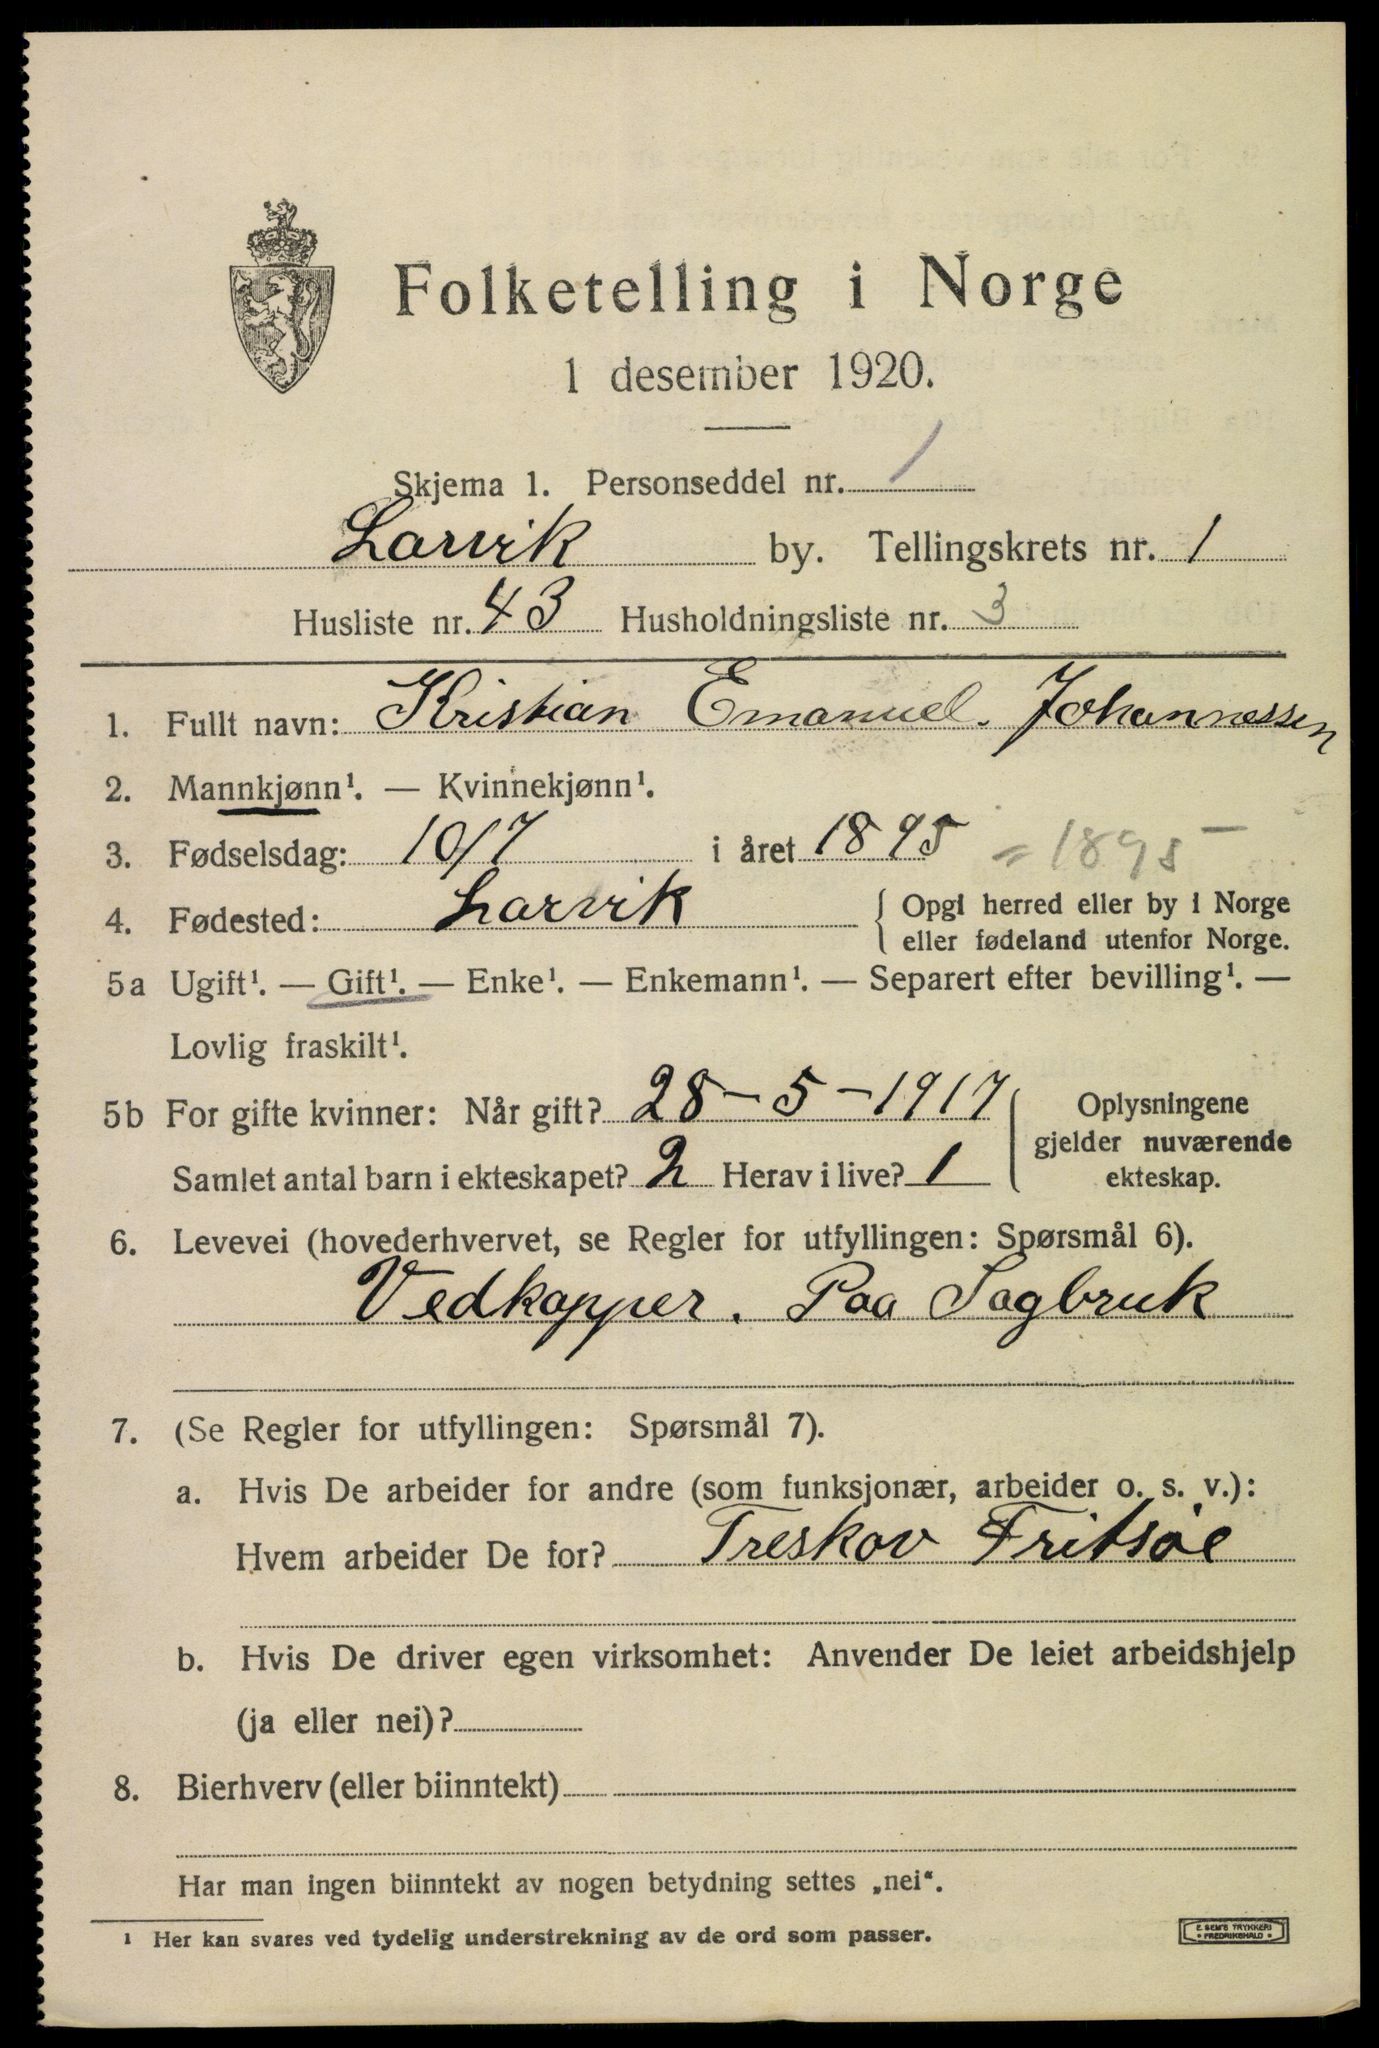 Folketelling i Norge
1 desember 1920.
Skjema 1. Personseddel nr. 1
Larvik by. Tellingskrets nr. 1
Husliste nr. 43 Husholdningsliste nr. 3
1. Fullt navn: Kristian Emanuel. Johannessen
2. Mannkjønn¹. — Kvinnekjønn¹.
3. Fødselsdag: 10/7 i året 1895 = 1895
4. Fødested: Larvik { Opgi herred eller by i Norge
eller fødeland utenfor Norge.
5a Ugift¹. — Gift¹. — Enke¹. — Enkemann¹. — Separert efter bevilling¹. —
Lovlig fraskilt¹.
5b For gifte kvinner: Når gift? 28-5-1917 { Oplysningene
gjelder nuværende
Samlet antal barn i ekteskapet? 2 Herav i live? 1 ekteskap.
6. Levevei (hovederhvervet, se Regler for utfyllingen: Spørsmål 6).
Vedkapper. Paa Sagbruk
7. (Se Regler for utfyllingen: Spørsmål 7).
a. Hvis De arbeider for andre (som funksjonær, arbeider o. s. v.):
Hvem arbeider De for? Treskov Fritsøe
b. Hvis De driver egen virksomhet: Anvender De leiet arbeidshjelp
(ja eller nei)?
8. Bierhverv (eller biinntekt)
Har man ingen biinntekt av nogen betydning settes „nei“.
¹ Her kan svares ved tydelig understrekning av de ord som passer.
E. SEM'S TRYKKERI
• FREDRIKSHALD •